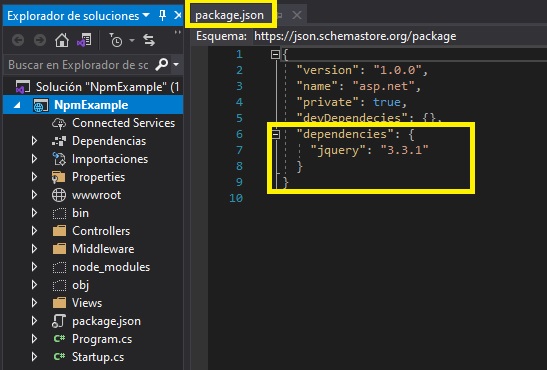 Explorador de soluciones
Buscar en Explorador de sc
Solución "NpmExample" (1
NpmExample
Connected Services
Dependencias
Importaciones
Properties
wwwroot
bin
Controllers
Middleware
node_modules
obj
Views
package.json
Program.cs
Startup.cs
package.json
Esquema: https://json.schemastore.org/package
1 {
2 "version": "1.0.0",
3 "name": "asp.net",
4 "private": true,
5 "devDependecies": {},
6 "dependencies": {
7 "jquery": "3.3.1"
8 }
9 }
10